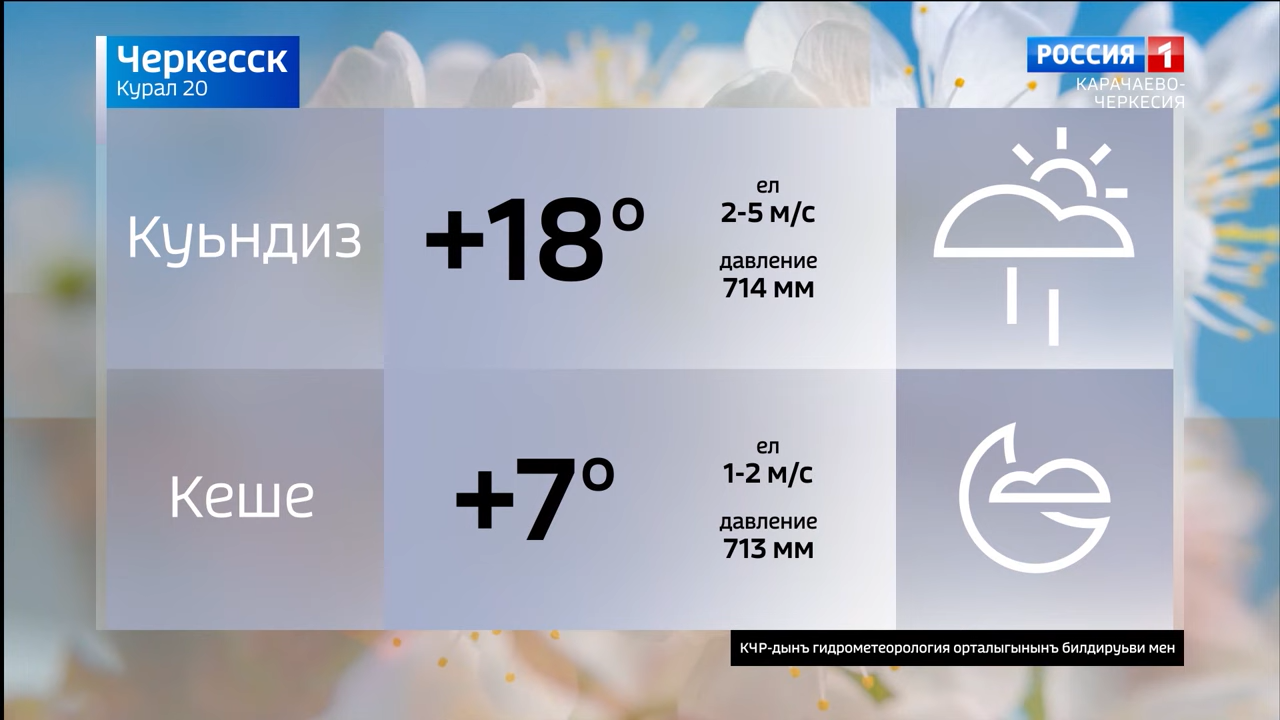 Черкесск
Курал 20
РОССИЯ 1
КАРАЧАЕВО-
ЧЕРКЕСИЯ
Куьндиз
+18°
ел
2-5 м/с
давление
714 мм
Кеше
+7°
ел
1-2 м/с
давление
713 мм
КЧР-дынъ гидрометеорология орталыгынынъ билдируьви мен